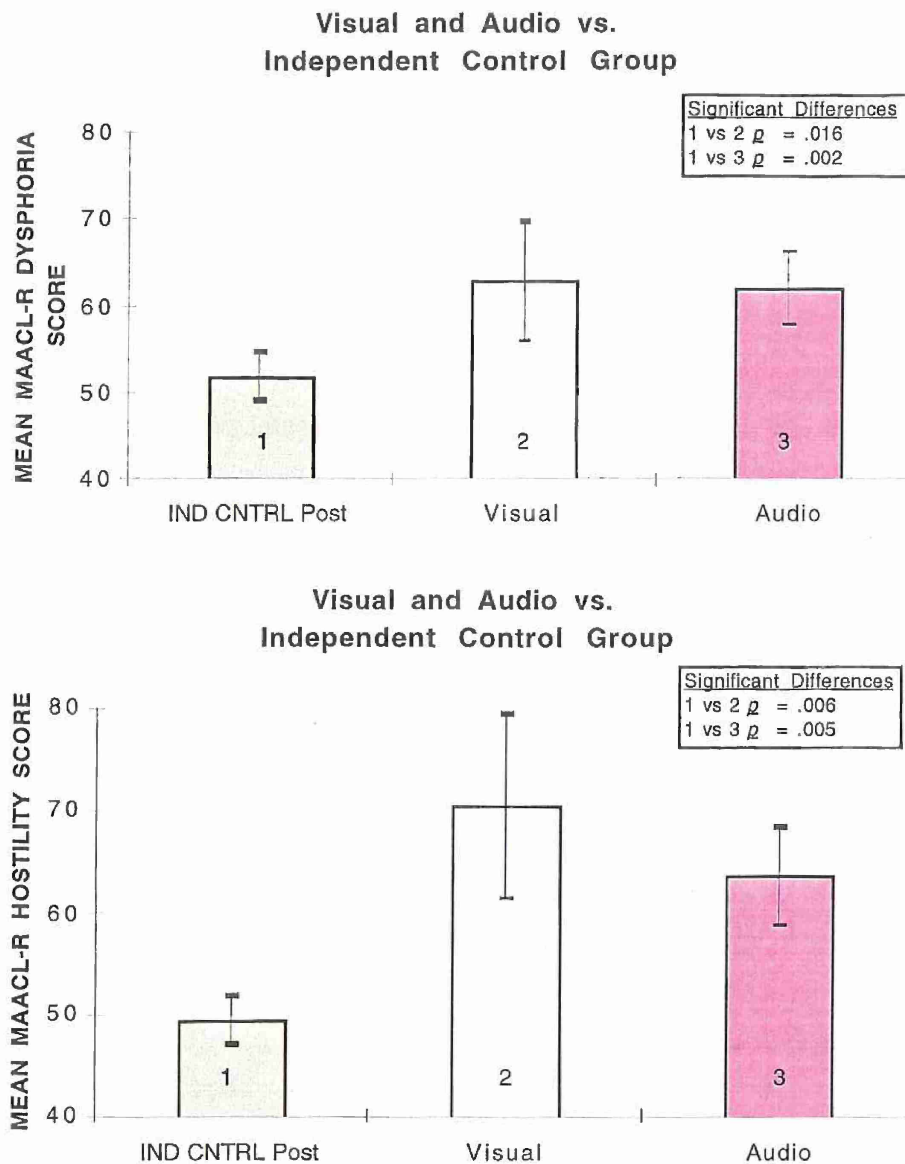 Visual and Audio vs.
Independent Control Group
Significant Differences
1 vs 2 p = .016
1 vs 3 p = .002
MEAN MAACL-R DYSPHORIA
SCORE
80
70
60
50
40
1
2
3
IND CNTRL Post
Visual
Audio
Visual and Audio vs.
Independent Control Group
Significant Differences
1 vs 2 p = .006
1 vs 3 p = .005
MEAN MAACL-R HOSTILITY SCORE
80
70
60
50
40
1
2
3
IND CNTRL Post
Visual
Audio